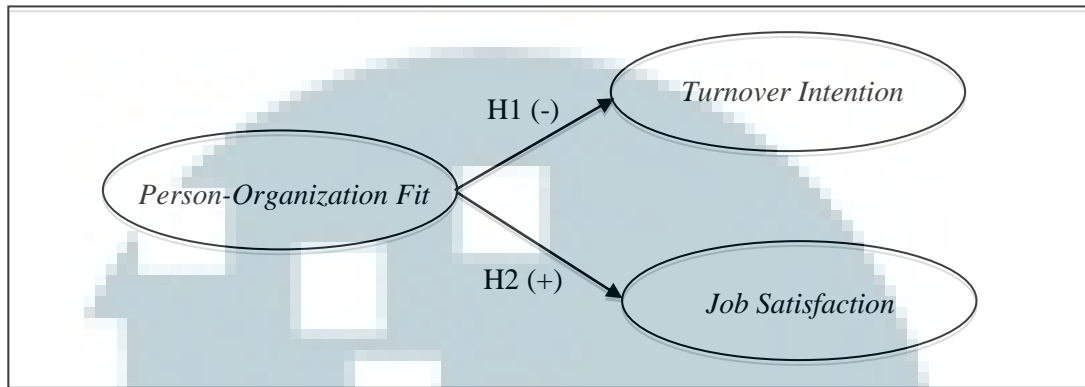 Turnover Intention
H1 (-)
Person-Organization Fit
H2 (+)
Job Satisfaction